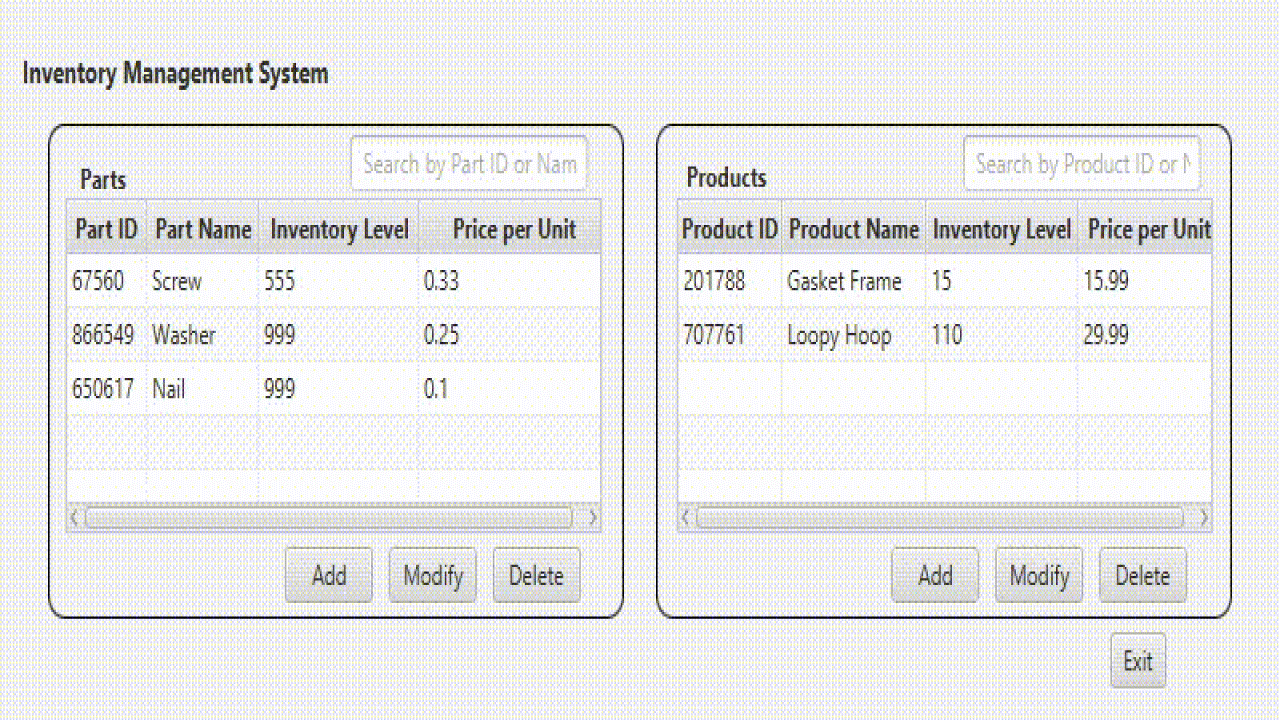 Inventory Management System
Parts
Search by Part ID or Nam
Part ID Part Name Inventory Level Price per Unit
67560 Screw 555 0.33
866549 Washer 999 0.25
650617 Nail 999 0.1
Add Modify Delete
Products
Search by Product ID or N
Product ID Product Name Inventory Level Price per Unit
201788 Gasket Frame 15 15.99
707761 Loopy Hoop 110 29.99
Add Modify Delete
Exit